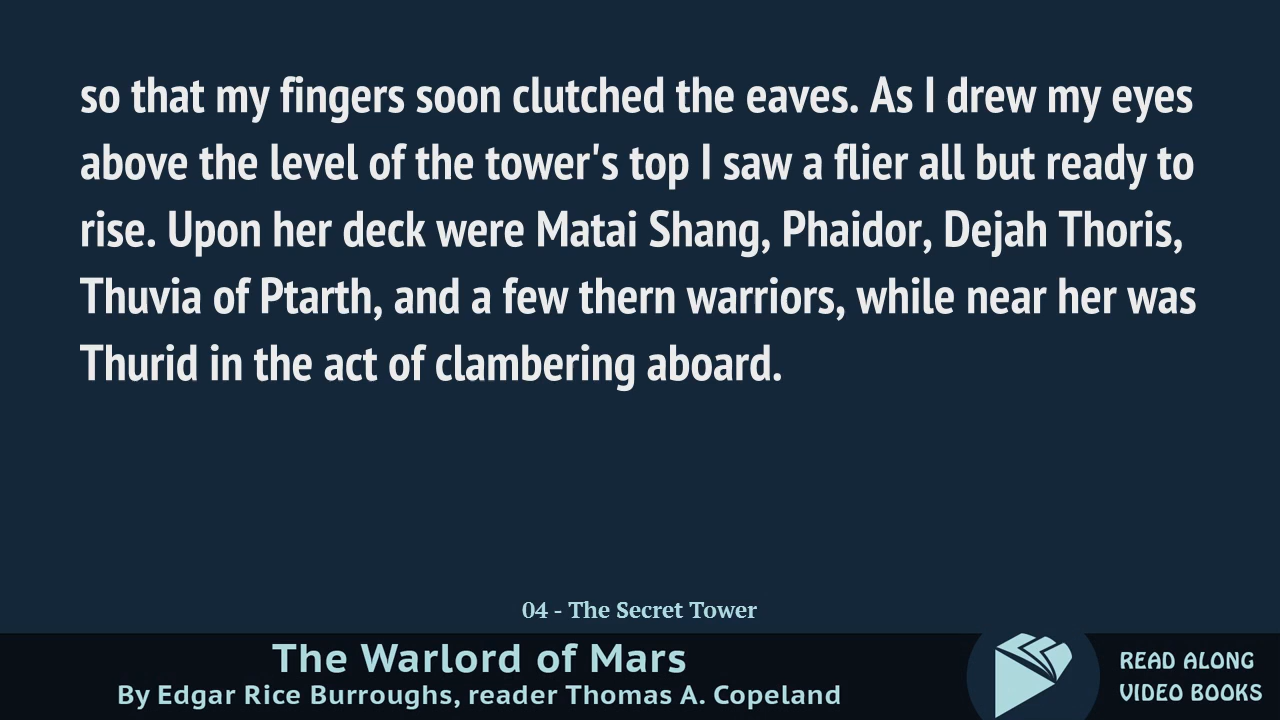 so that my fingers soon clutched the eaves. As I drew my eyes
above the level of the tower's top I saw a flier all but ready to
rise. Upon her deck were Matai Shang, Phaidor, Dejah Thoris,
Thuvia of Ptarth, and a few thern warriors, while near her was
Thurid in the act of clambering aboard.
04 - The Secret Tower
The Warlord of Mars
By Edgar Rice Burroughs, reader Thomas A. Copeland
READ ALONG
VIDEO BOOKS